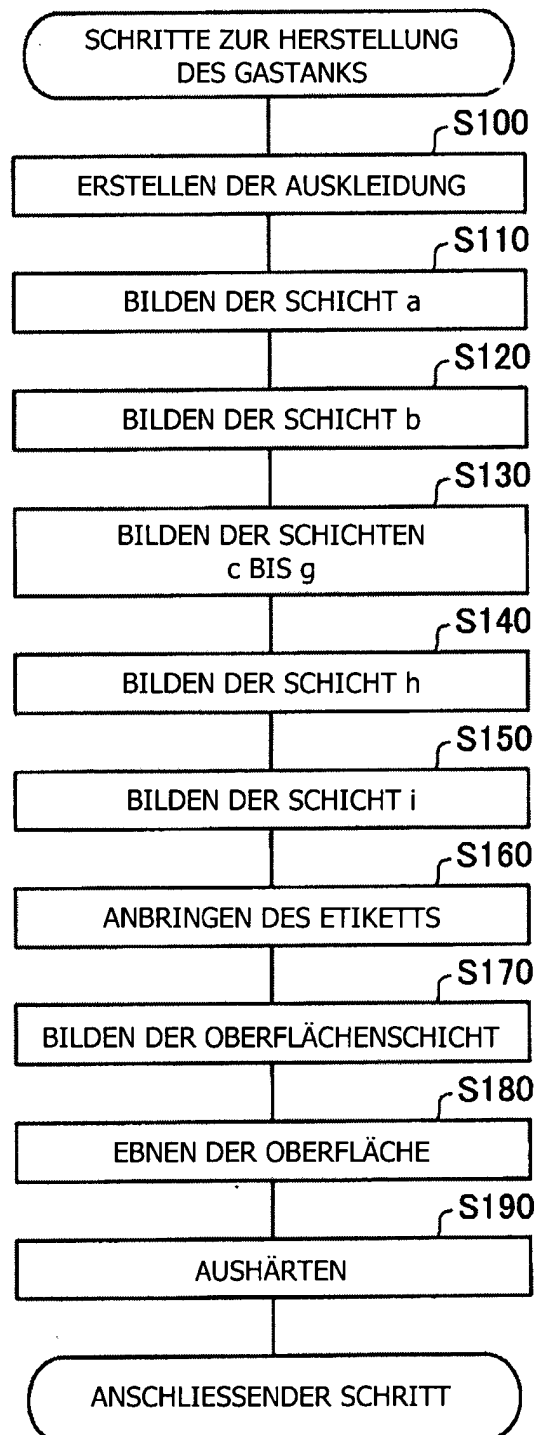 SCHRITTE ZUR HERSTELLUNG
DES GASTANKS
S100
ERSTELLEN DER AUSKLEIDUNG
S110
BILDEN DER SCHICHT a
S120
BILDEN DER SCHICHT b
S130
BILDEN DER SCHICHTEN
c BIS g
S140
BILDEN DER SCHICHT h
S150
BILDEN DER SCHICHT i
S160
ANBRINGEN DES ETIKETTS
S170
BILDEN DER OBERFLÄCHENSCHICHT
S180
EBNEN DER OBERFLÄCHE
S190
AUSHÄRTEN
ANSCHLIESSENDER SCHRITT